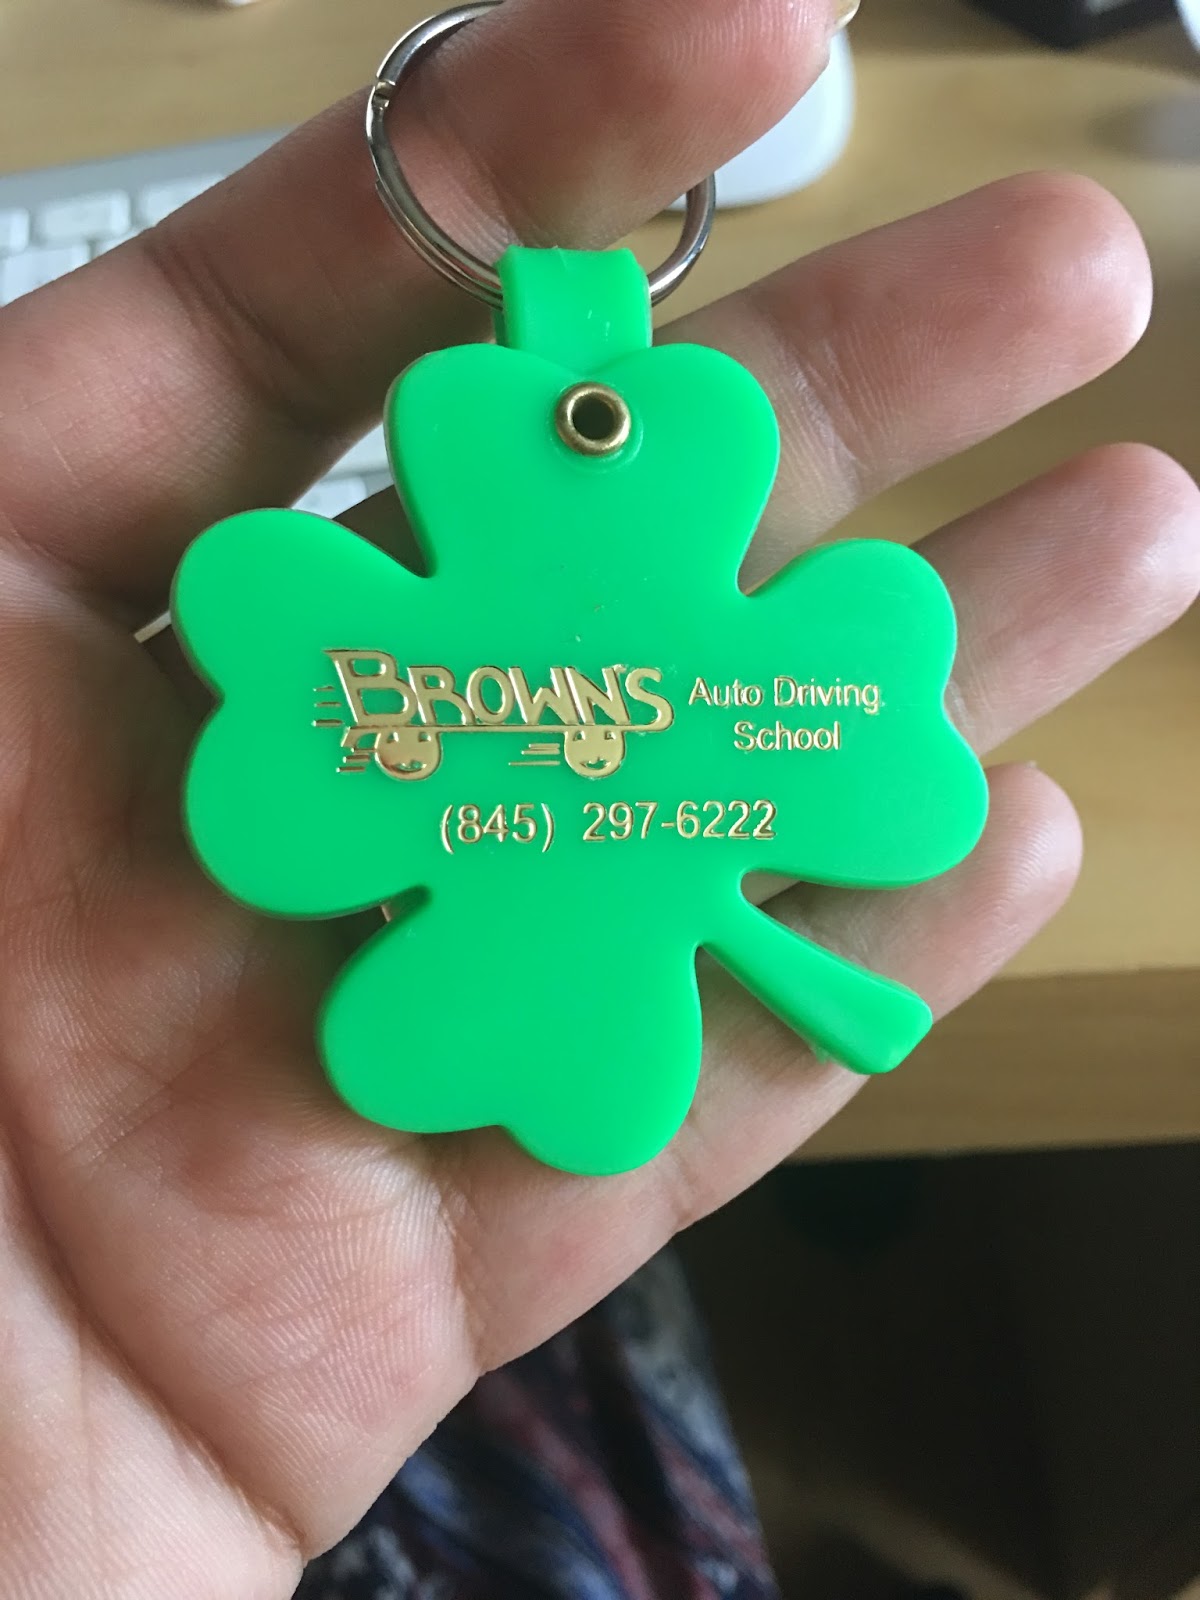 BROWN'S Auto Driving
School
(845) 297-6222